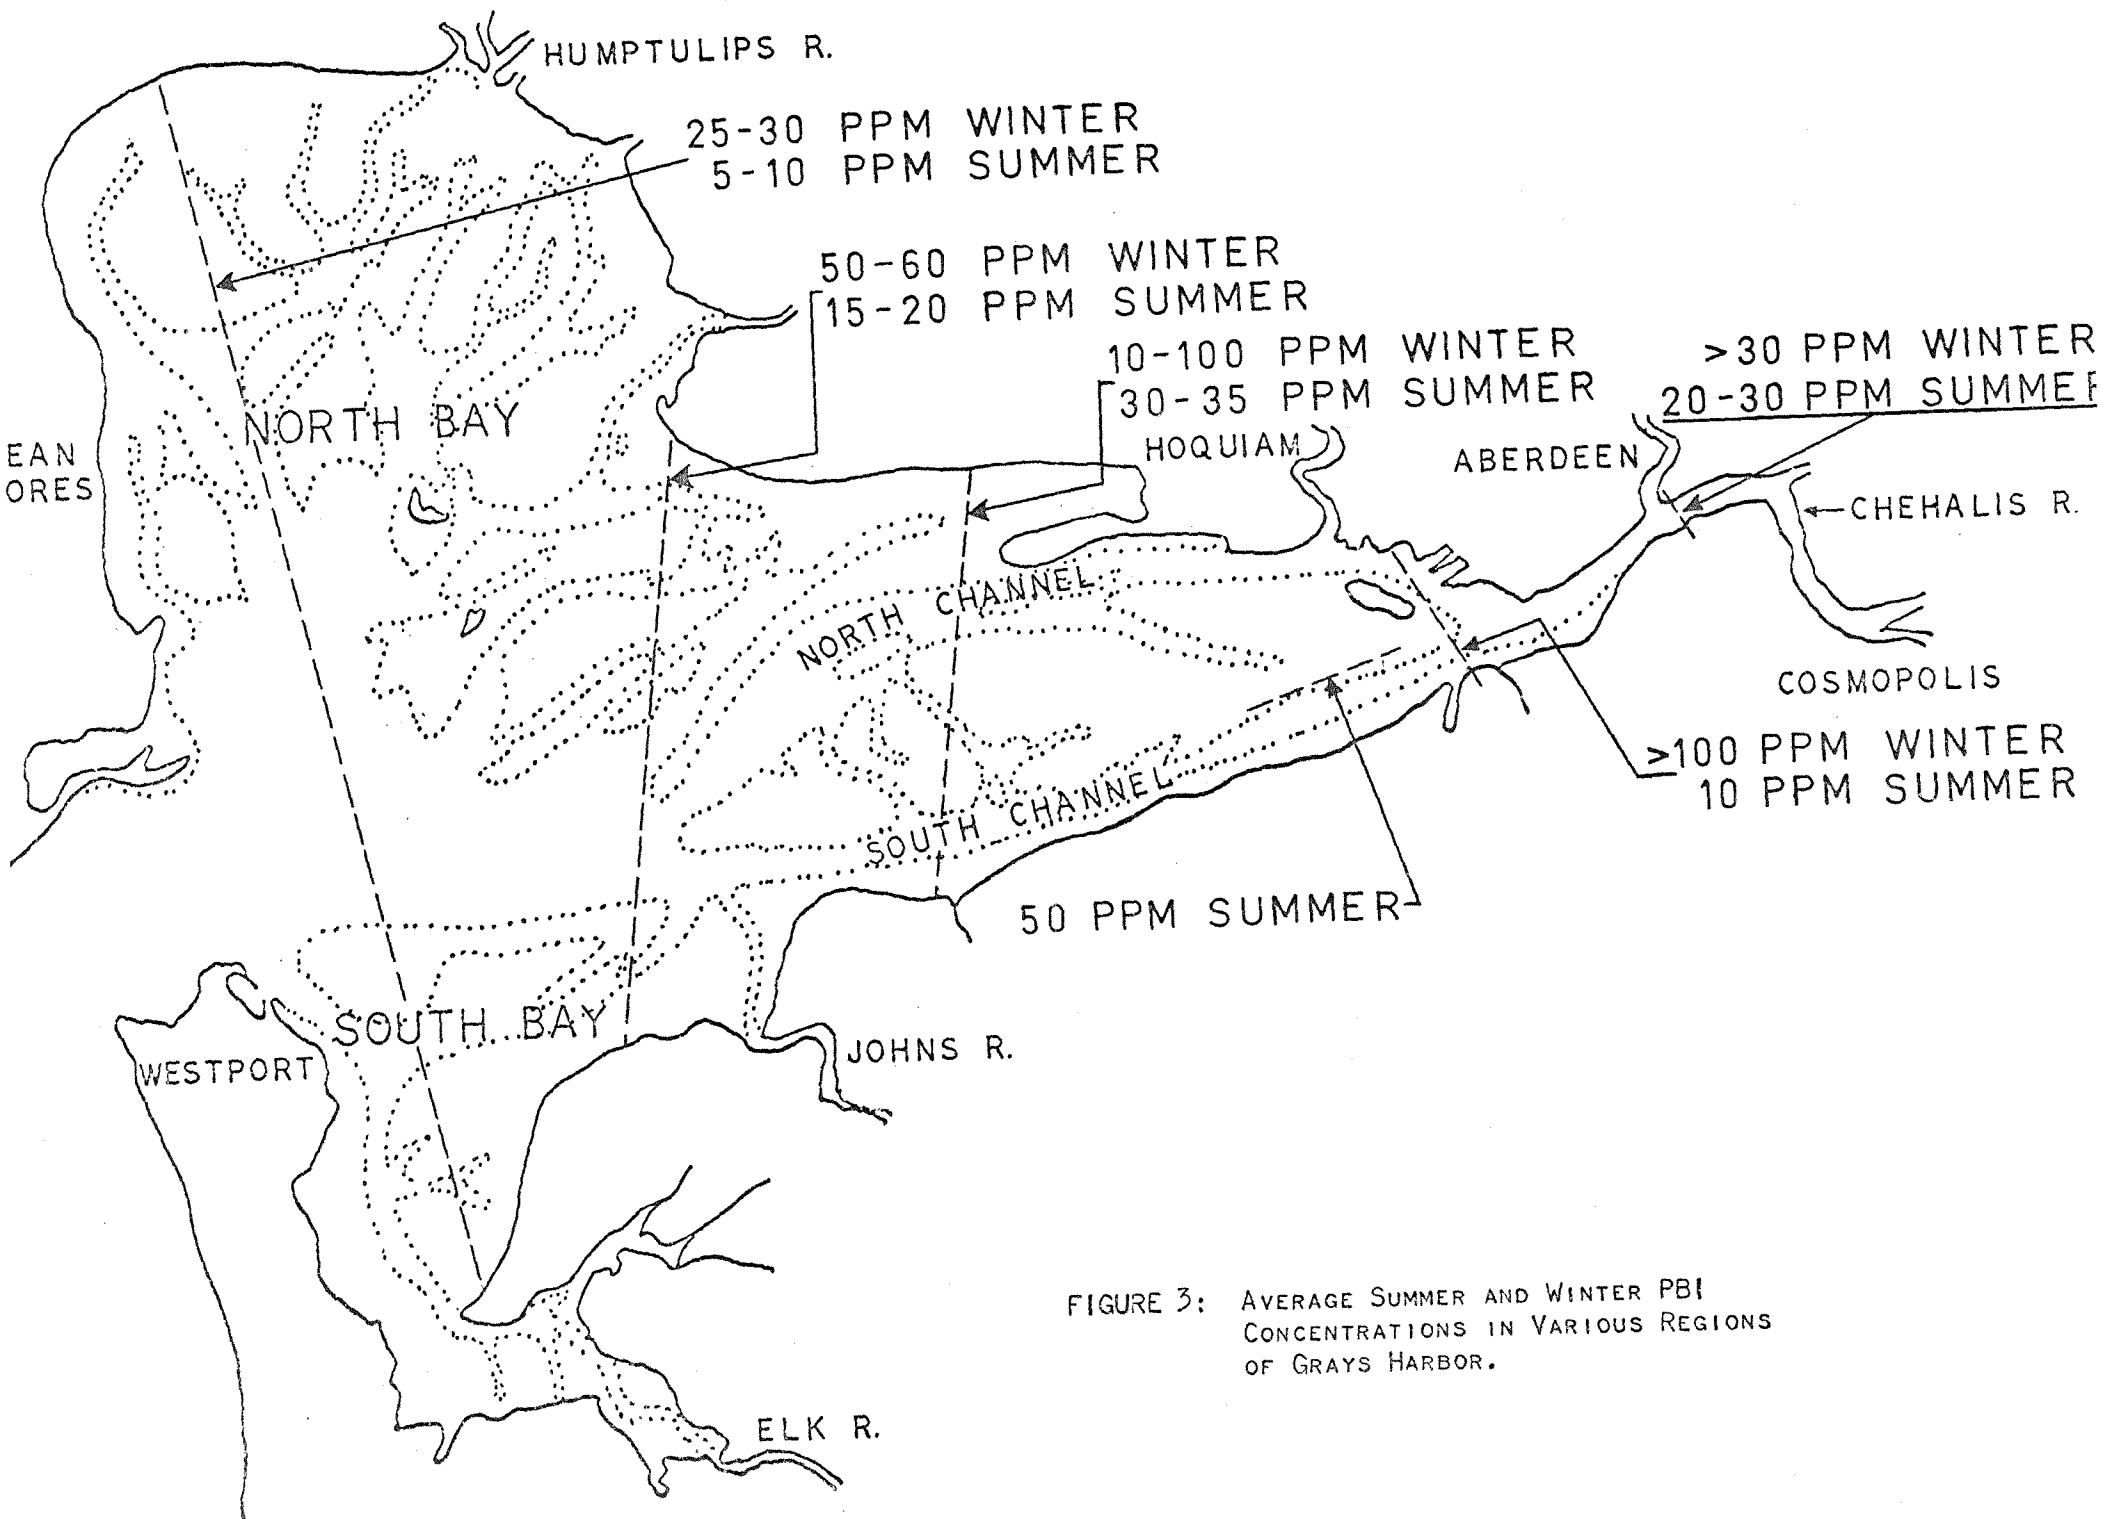 HUMPTULIPS R.
25-30 PPM WINTER
5-10 PPM SUMMER
50-60 PPM WINTER
15-20 PPM SUMMER
10-100 PPM WINTER
30-35 PPM SUMMER
>30 PPM WINTER
20-30 PPM SUMMER
NORTH BAY
HOQUIAM
ABERDEEN
EAN
ORES
CHEHALIS R.
NORTH CHANNEL
COSMOPOLIS
>100 PPM WINTER
10 PPM SUMMER
SOUTH CHANNEL
50 PPM SUMMER
SOUTH BAY
WESTPORT
JOHNS R.
FIGURE 3: AVERAGE SUMMER AND WINTER PBI
CONCENTRATIONS IN VARIOUS REGIONS
OF GRAYS HARBOR.
ELK R.